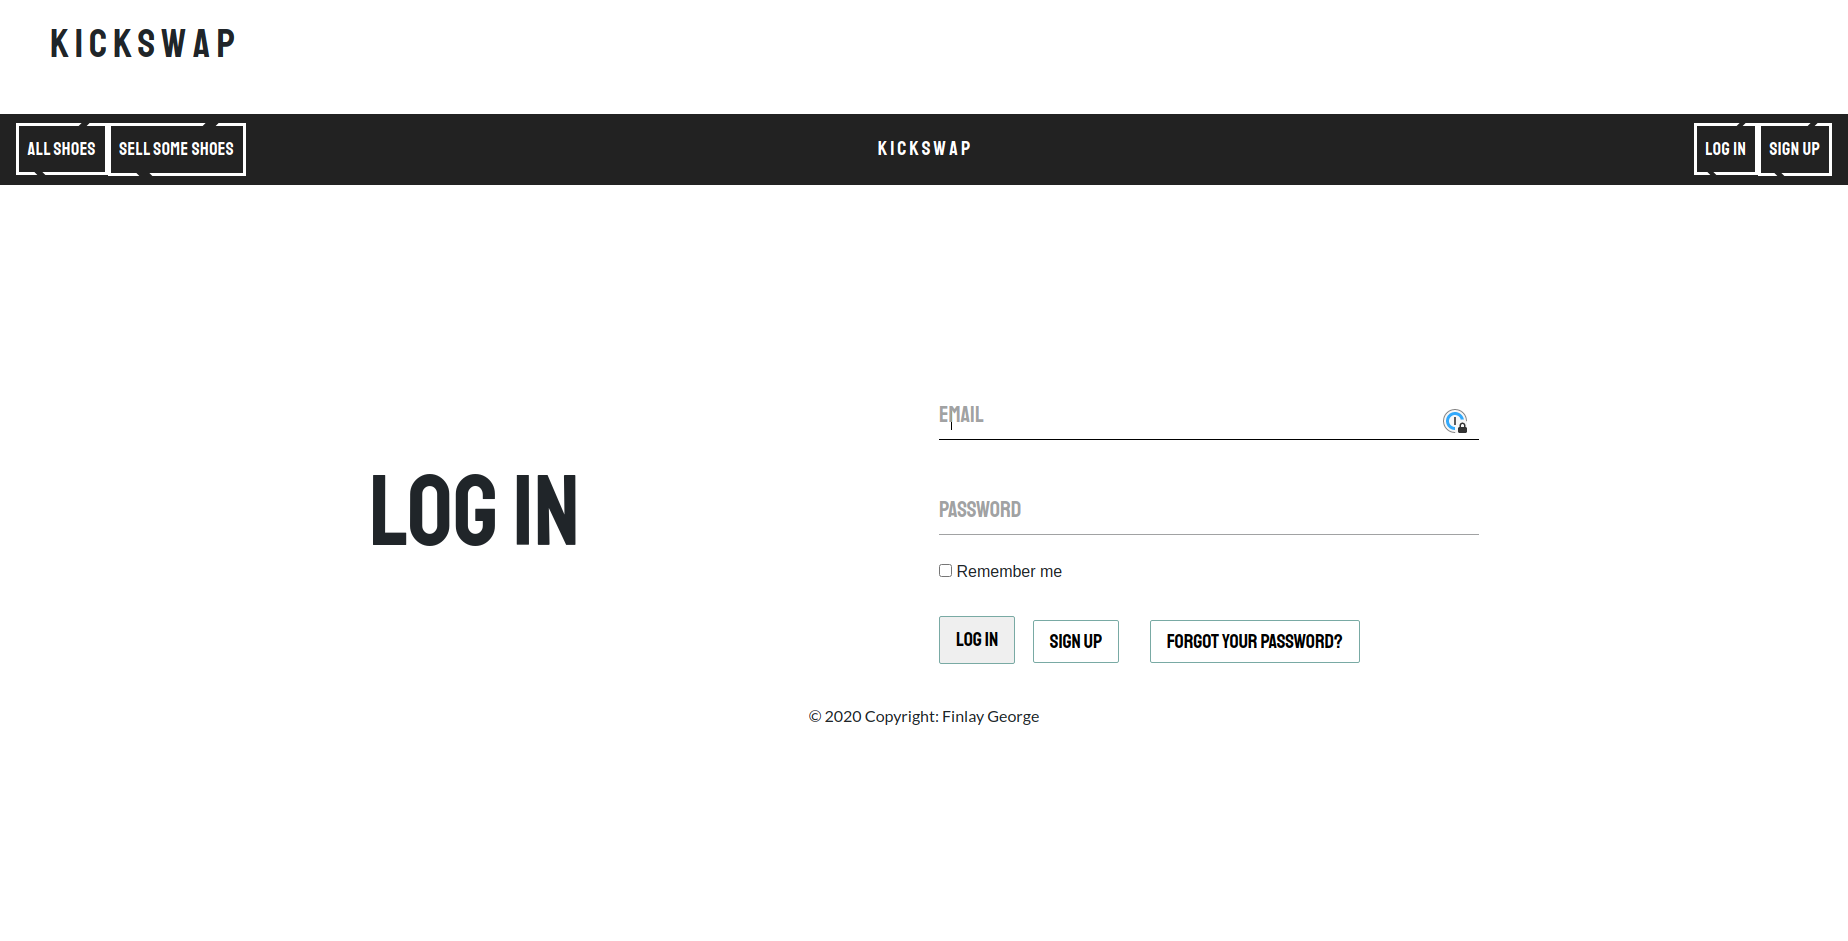 KICKSWAP
ALL SHOES SELL SOME SHOES KICKSWAP LOG IN SIGN UP
EMAIL
LOG IN
PASSWORD
Remember me
LOG IN SIGN UP FORGOT YOUR PASSWORD?
© 2020 Copyright: Finlay George